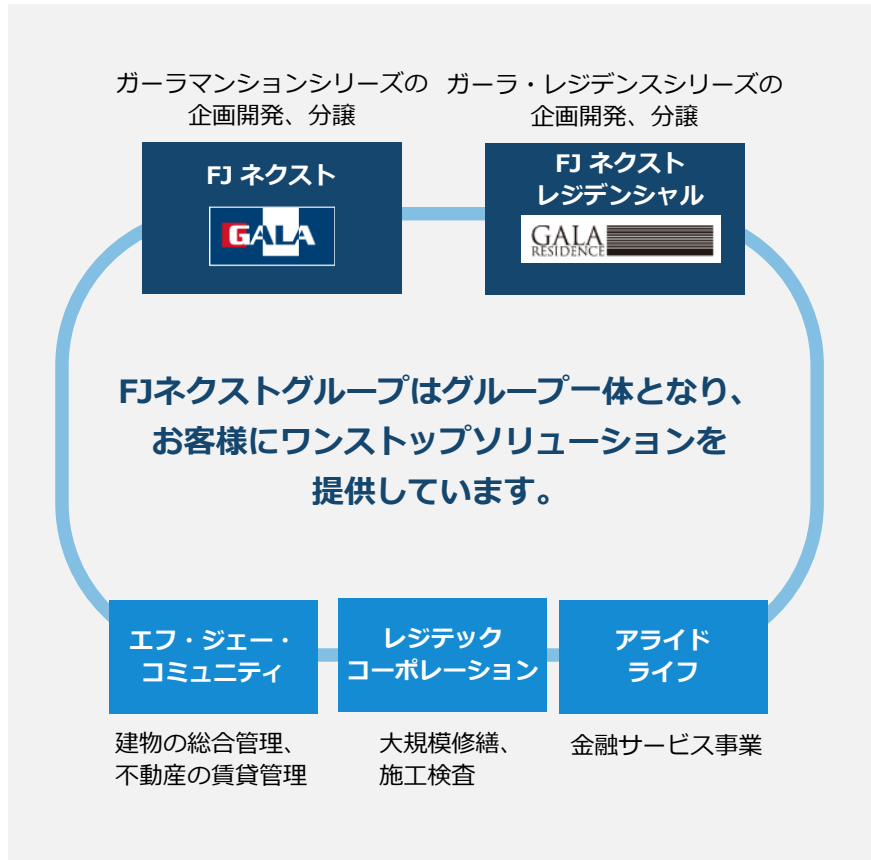 ガーラマンションシリーズの
企画開発、分譲
ガーラ・レジデンスシリーズの
企画開発、分譲
FJ ネクスト
GALA
FJ ネクスト
レジデンシャル
GALA
RESIDENCE
FJネクストグループはグループ一体となり、
お客様にワンストップソリューションを
提供しています。
エフ・ジェー・
コミュニティ
レジテック
コーポレーション
アライド
ライフ
建物の総合管理、
不動産の賃貸管理
大規模修繕、
施工検査
金融サービス事業